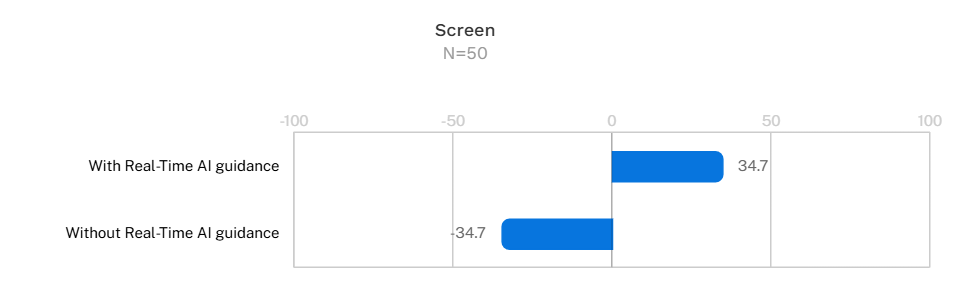 Screen
N=50
-100 -50 0 50 100
With Real-Time AI guidance 34.7
Without Real-Time AI guidance -34.7